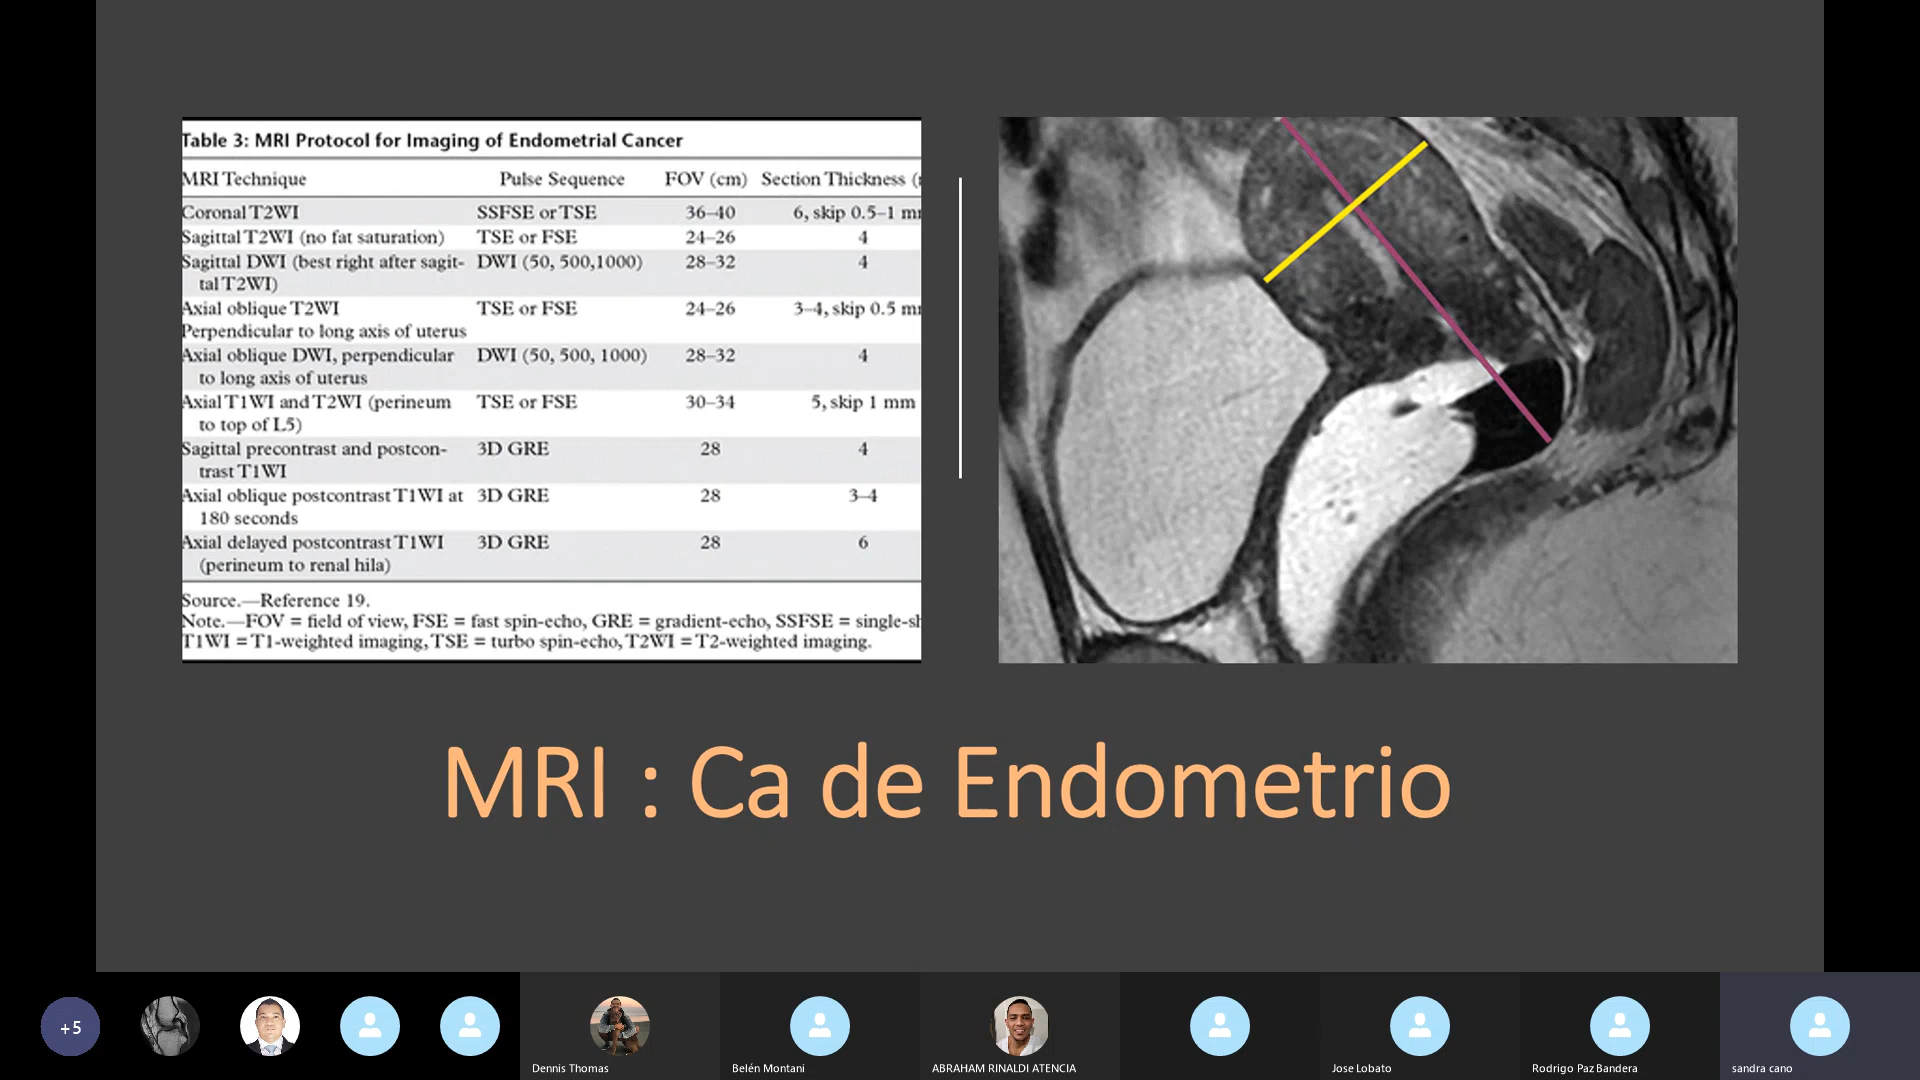 Table 3: MRI Protocol for Imaging of Endometrial Cancer
MRI Technique Pulse Sequence FOV (cm) Section Thickness (
Coronal T2WI SSFSE or TSE 36–40 6, skip 0.5–1 m
Sagittal T2WI (no fat saturation) TSE or FSE 24–26 4
Sagittal DWI (best right after sagit- DWI (50, 500,1000) 28–32 4
tal T2WI)
Axial oblique T2WI TSE or FSE 24–26 3–4, skip 0.5 m
Perpendicular to long axis of uterus
Axial oblique DWI, perpendicular DWI (50, 500, 1000) 28–32 4
to long axis of uterus
Axial T1WI and T2WI (perineum TSE or FSE 30–34 5, skip 1 mm
to top of L5)
Sagittal precontrast and postcon- 3D GRE 28 4
trast T1WI
Axial oblique postcontrast T1WI at 3D GRE 28 3–4
180 seconds
Axial delayed postcontrast T1WI 3D GRE 28 6
(perineum to renal hila)
Source.—Reference 19.
Note.—FOV = field of view, FSE = fast spin-echo, GRE = gradient-echo, SSFSE = single-sh
T1WI = T1-weighted imaging, TSE = turbo spin-echo, T2WI = T2-weighted imaging.
MRI : Ca de Endometrio
+5
Dennis Thomas
Belén Montani
ABRAHAM RINALDI ATENCIA
Jose Lobato
Rodrigo Paz Bandera
sandra cano